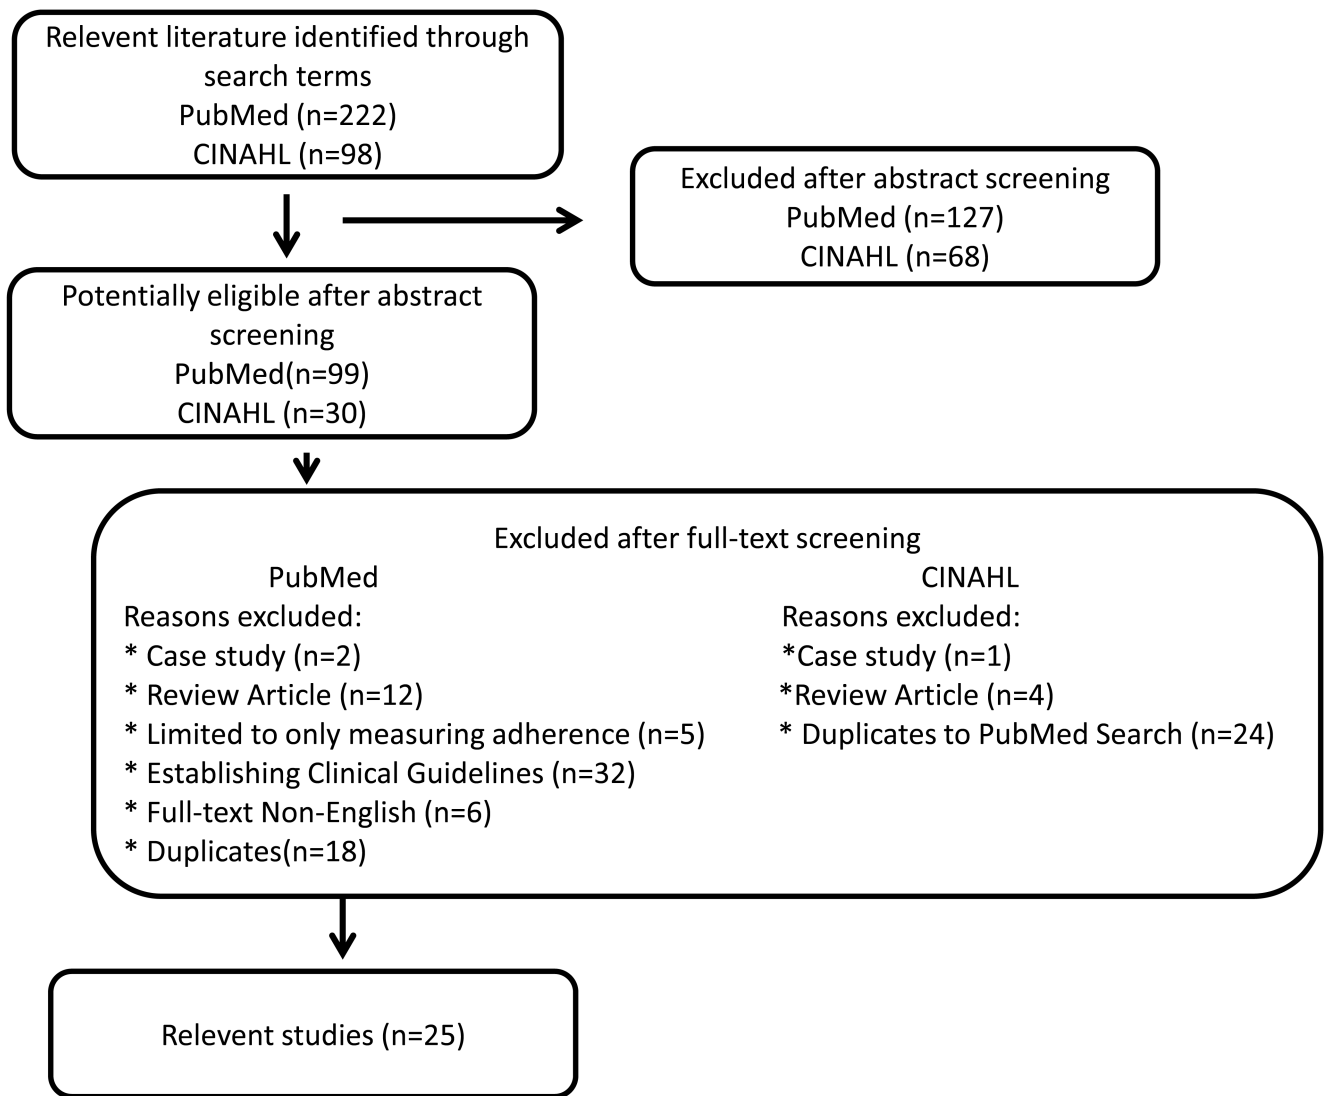 Relevent literature identified through
search terms
PubMed (n=222)
CINAHL (n=98)
Excluded after abstract screening
PubMed (n=127)
CINAHL (n=68)
Potentially eligible after abstract
screening
PubMed(n=99)
CINAHL (n=30)
Excluded after full-text screening
PubMed
Reasons excluded:
* Case study (n=2)
* Review Article (n=12)
* Limited to only measuring adherence (n=5)
* Establishing Clinical Guidelines (n=32)
* Full-text Non-English (n=6)
* Duplicates(n=18)
CINAHL
Reasons excluded:
*Case study (n=1)
*Review Article (n=4)
* Duplicates to PubMed Search (n=24)
Relevent studies (n=25)